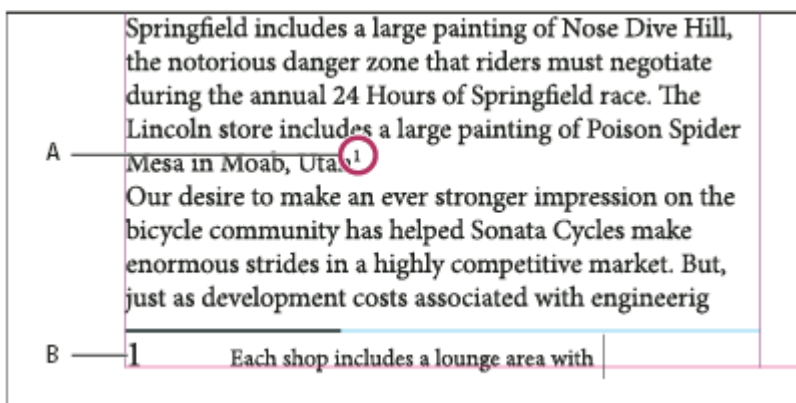 Springfield includes a large painting of Nose Dive Hill,
the notorious danger zone that riders must negotiate
during the annual 24 Hours of Springfield race. The
Lincoln store includes a large painting of Poison Spider
A Mesa in Moab, Utah¹
Our desire to make an ever stronger impression on the
bicycle community has helped Sonata Cycles make
enormous strides in a highly competitive market. But,
just as development costs associated with engineerig
B 1 Each shop includes a lounge area with